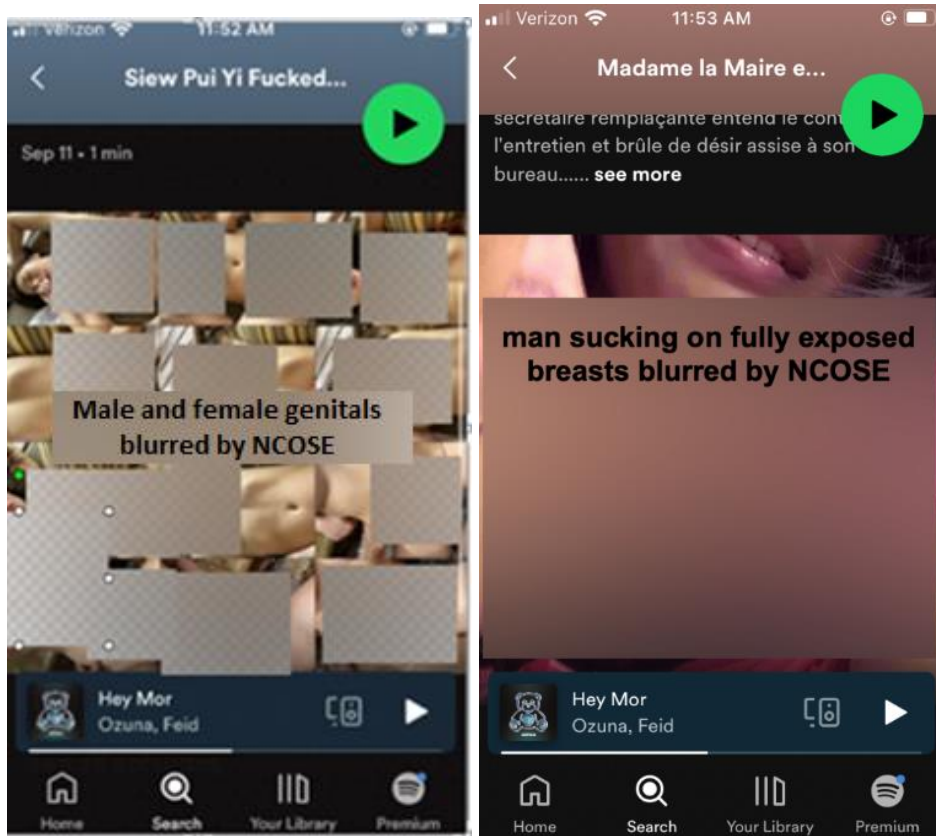 Verizon 11:52 AM
Siew Pui Yi Fucked...
Sep 11 • 1 min
Male and female genitals
blurred by NCOSE
Hey Mor
Ozuna, Feid
Home Search Your Library Premium
Verizon 11:53 AM
Madame la Maire e...
secrétaire remplaçante entend le con
l'entretien et brûle de désir assise à son
bureau...... see more
man sucking on fully exposed
breasts blurred by NCOSE
Hey Mor
Ozuna, Feid
Home Search Your Library Premium